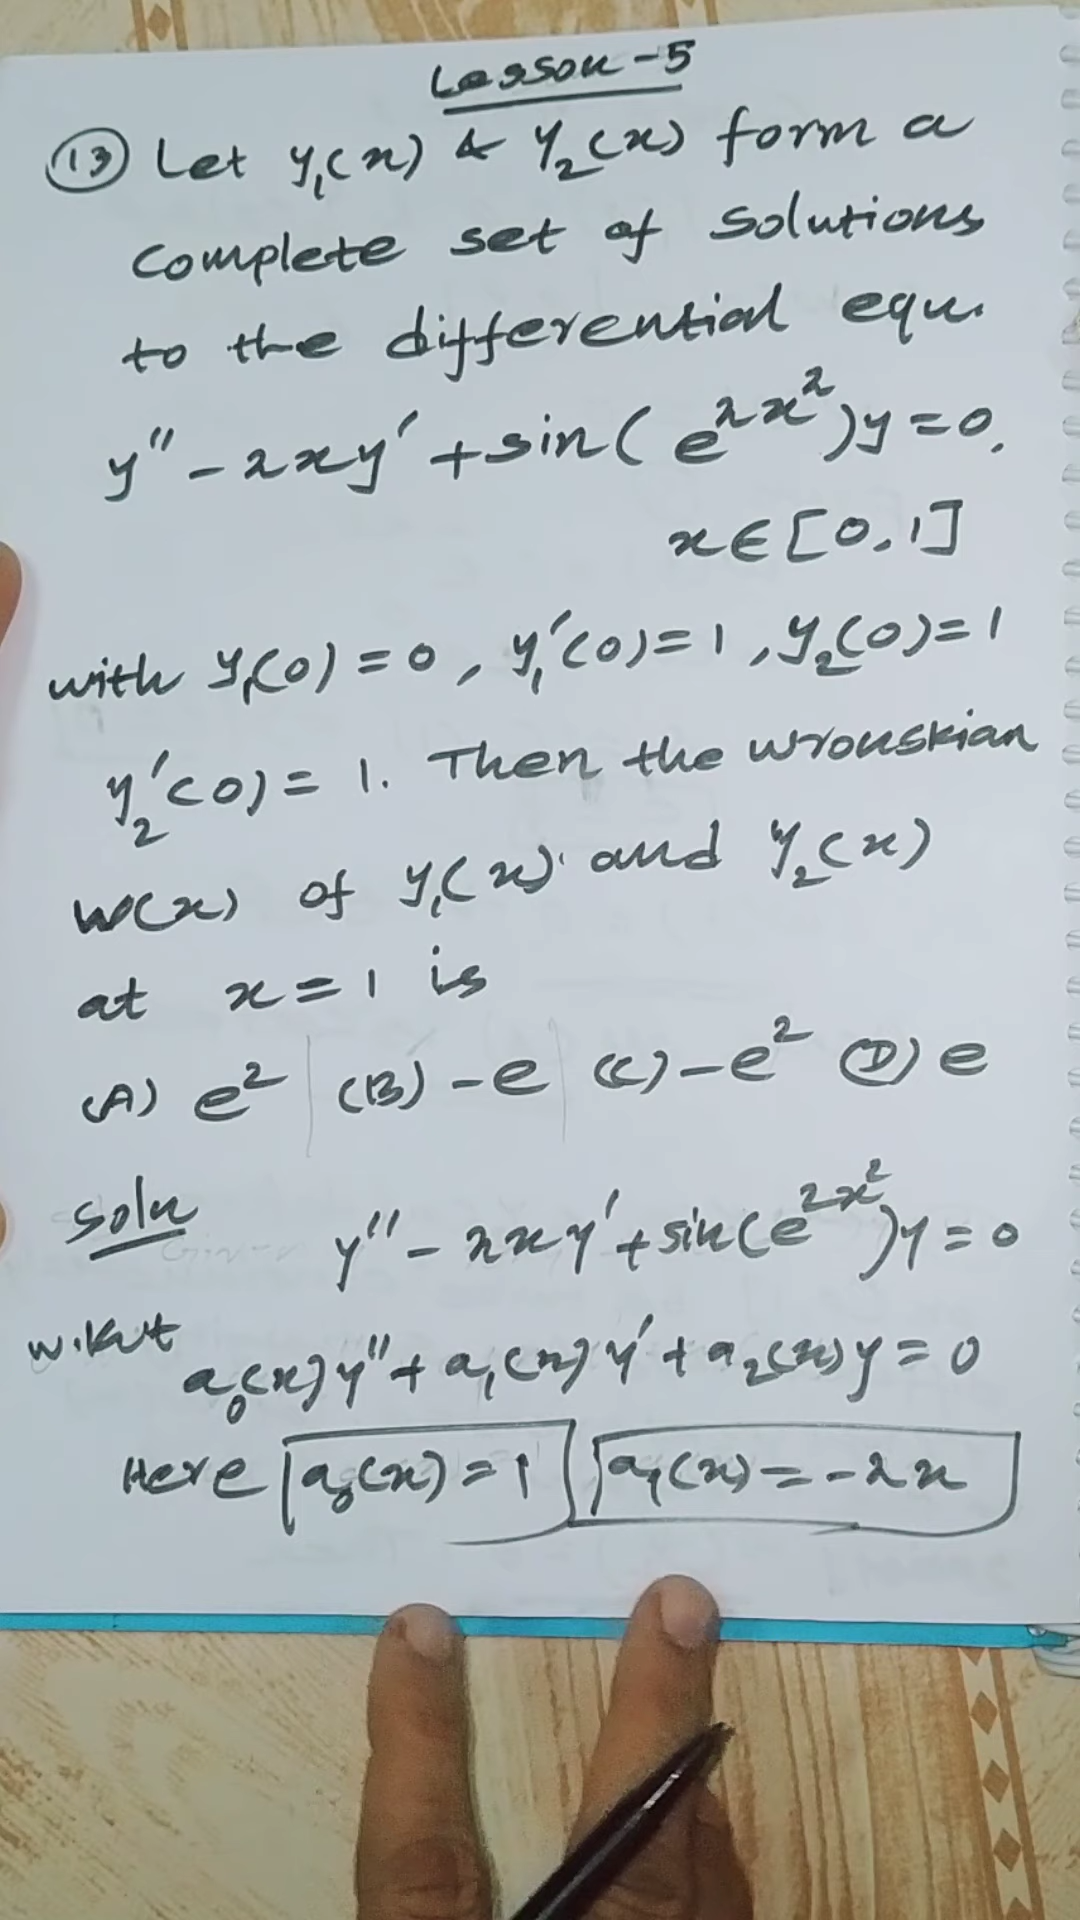 Lesson-5
(13) Let y₁(x) & y₂(x) form a
complete set of solutions
to the differential equ.
y'' - 2xy' + sin(e^{2x²})y = 0,
x ∈ [0,1]
with y₁(0) = 0, y₁'(0) = 1, y₂(0) = 1
y₂'(0) = 1. Then the wronskian
W(x) of y₁(x) and y₂(x)
at x = 1 is
(A) e² (B) -e (C) -e² (D) e
Soln y'' - 2xy' + sin(e^{2x²})y = 0
w.k.t a₀(x)y'' + a₁(x)y' + a₂(x)y = 0
Here a₀(x) = 1 a₁(x) = -2x